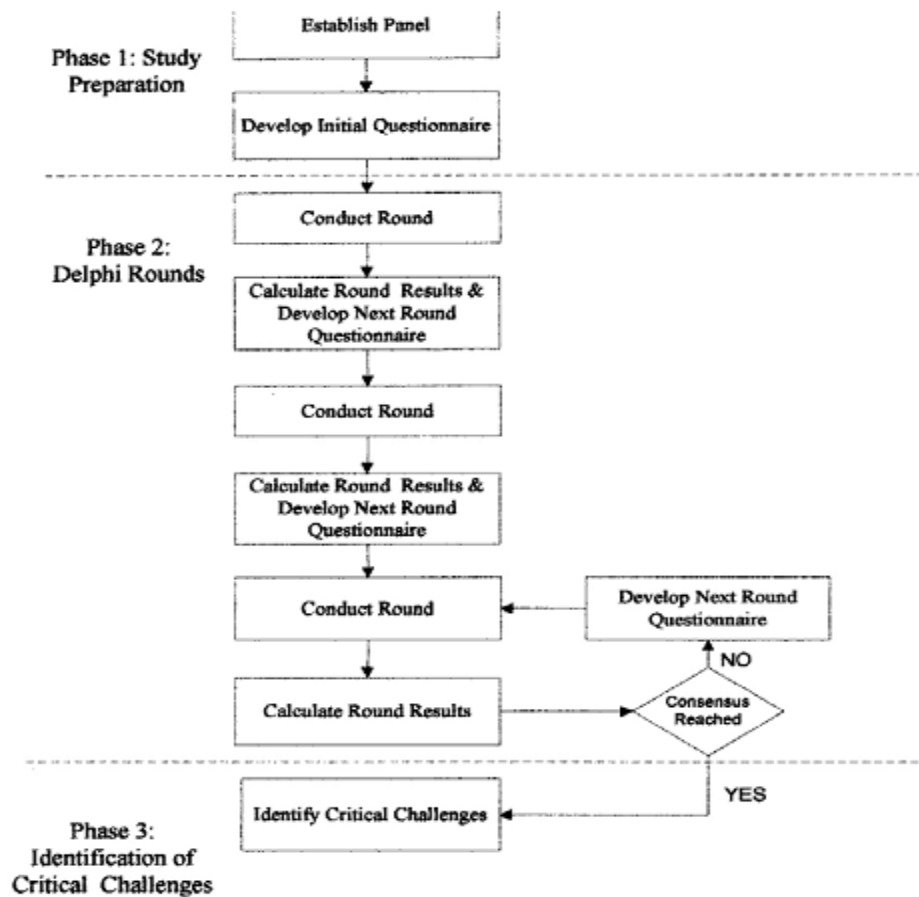 Establish Panel
Phase 1: Study
Preparation
Develop Initial Questionnaire
Conduct Round
Phase 2:
Delphi Rounds
Calculate Round Results &
Develop Next Round
Questionnaire
Conduct Round
Calculate Round Results &
Develop Next Round
Questionnaire
Conduct Round
Develop Next Round
Questionnaire
NO
Calculate Round Results
Consensus
Reached
YES
Identify Critical Challenges
Phase 3:
Identification of
Critical Challenges